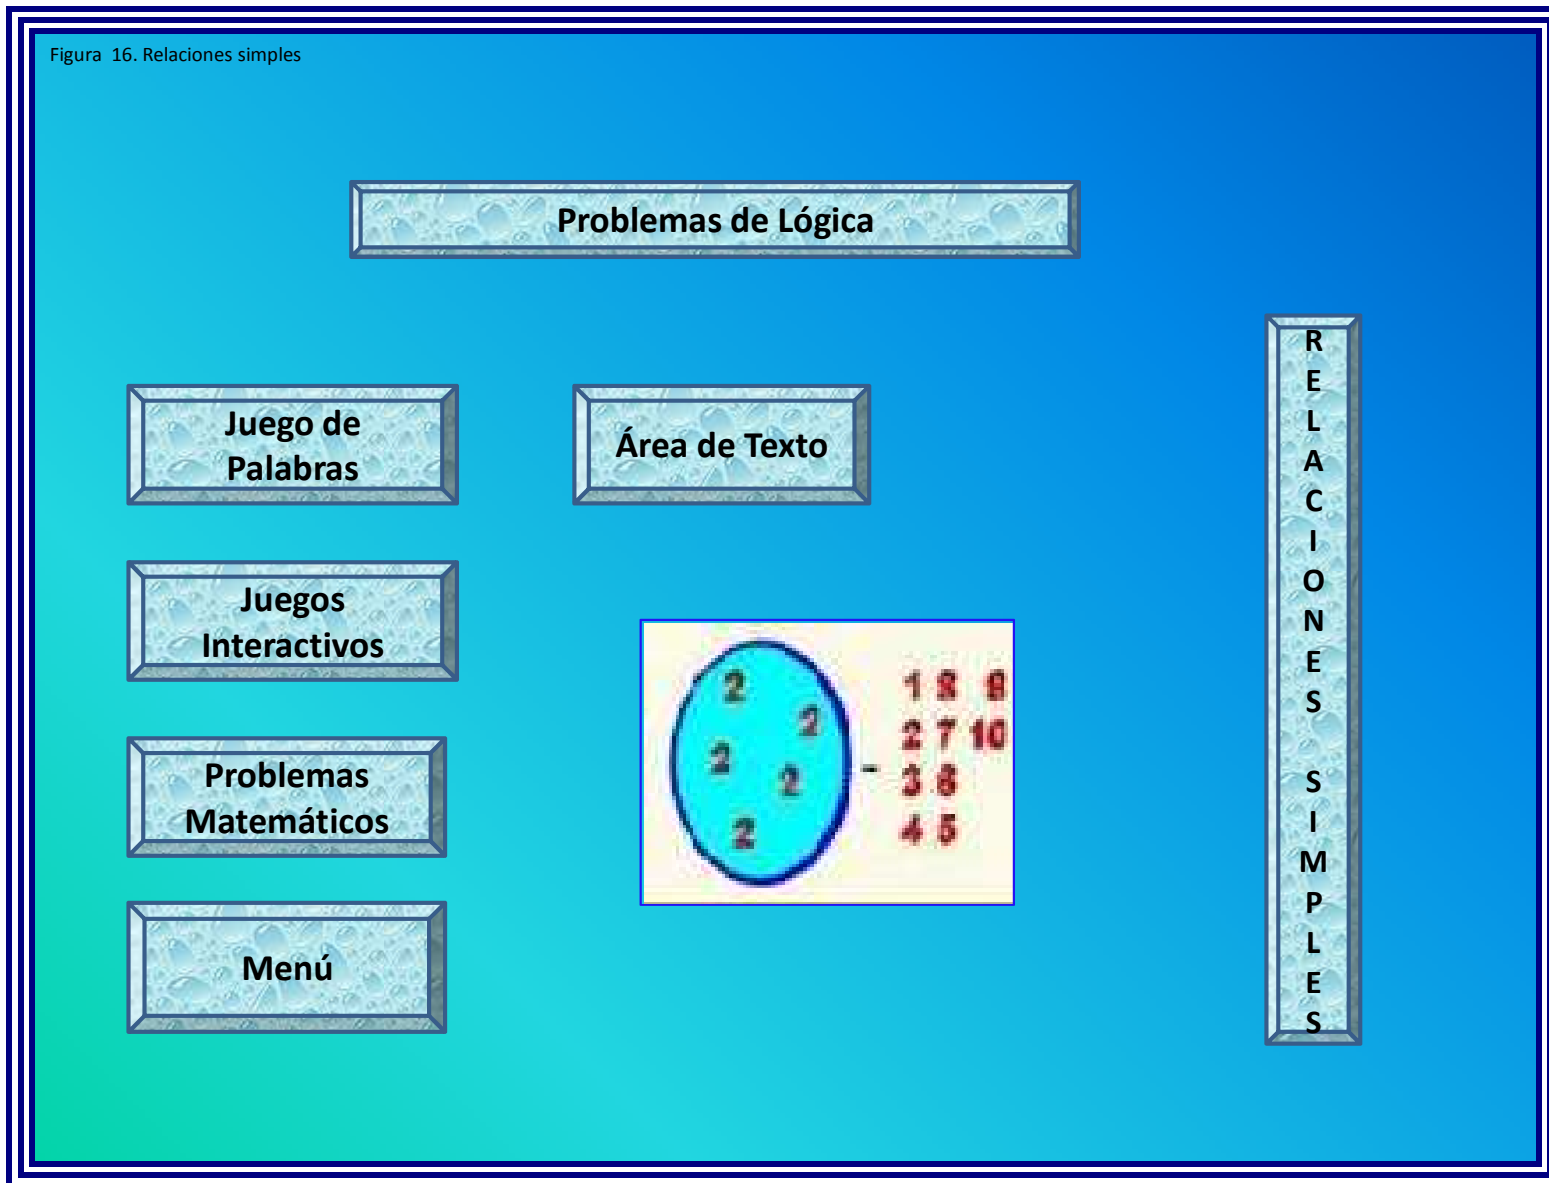 Figura 16. Relaciones simples
Problemas de Lógica
Juego de
Palabras
Área de Texto
Juegos
Interactivos
Problemas
Matemáticos
Menú
2
2
2
2
2
- 1 8 9
2 7 10
3 6
4 5
R
E
L
A
C
I
O
N
E
S
S
I
M
P
L
E
S